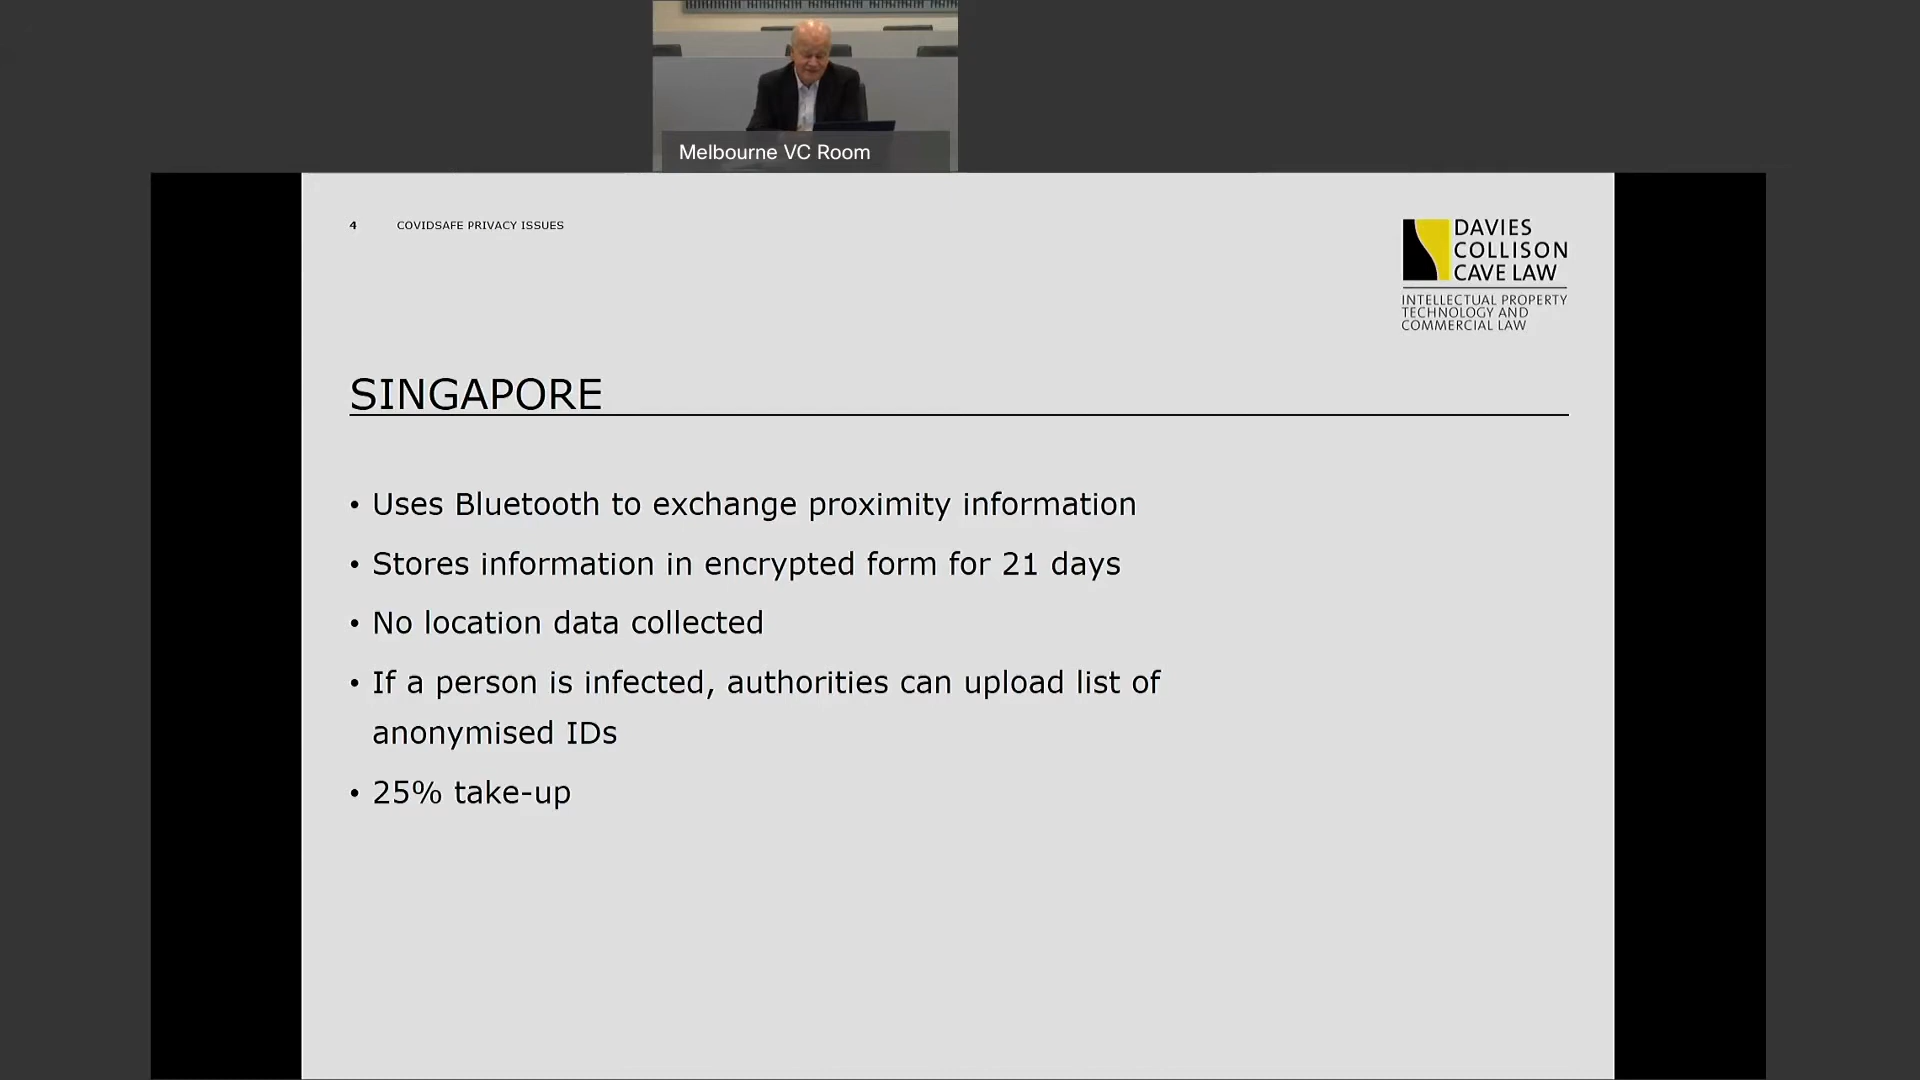 Melbourne VC Room
4 COVIDSAFE PRIVACY ISSUES
DAVIES
COLLISON
CAVE LAW
INTELLECTUAL PROPERTY
TECHNOLOGY AND
COMMERCIAL LAW
SINGAPORE
• Uses Bluetooth to exchange proximity information
• Stores information in encrypted form for 21 days
• No location data collected
• If a person is infected, authorities can upload list of
anonymised IDs
• 25% take-up